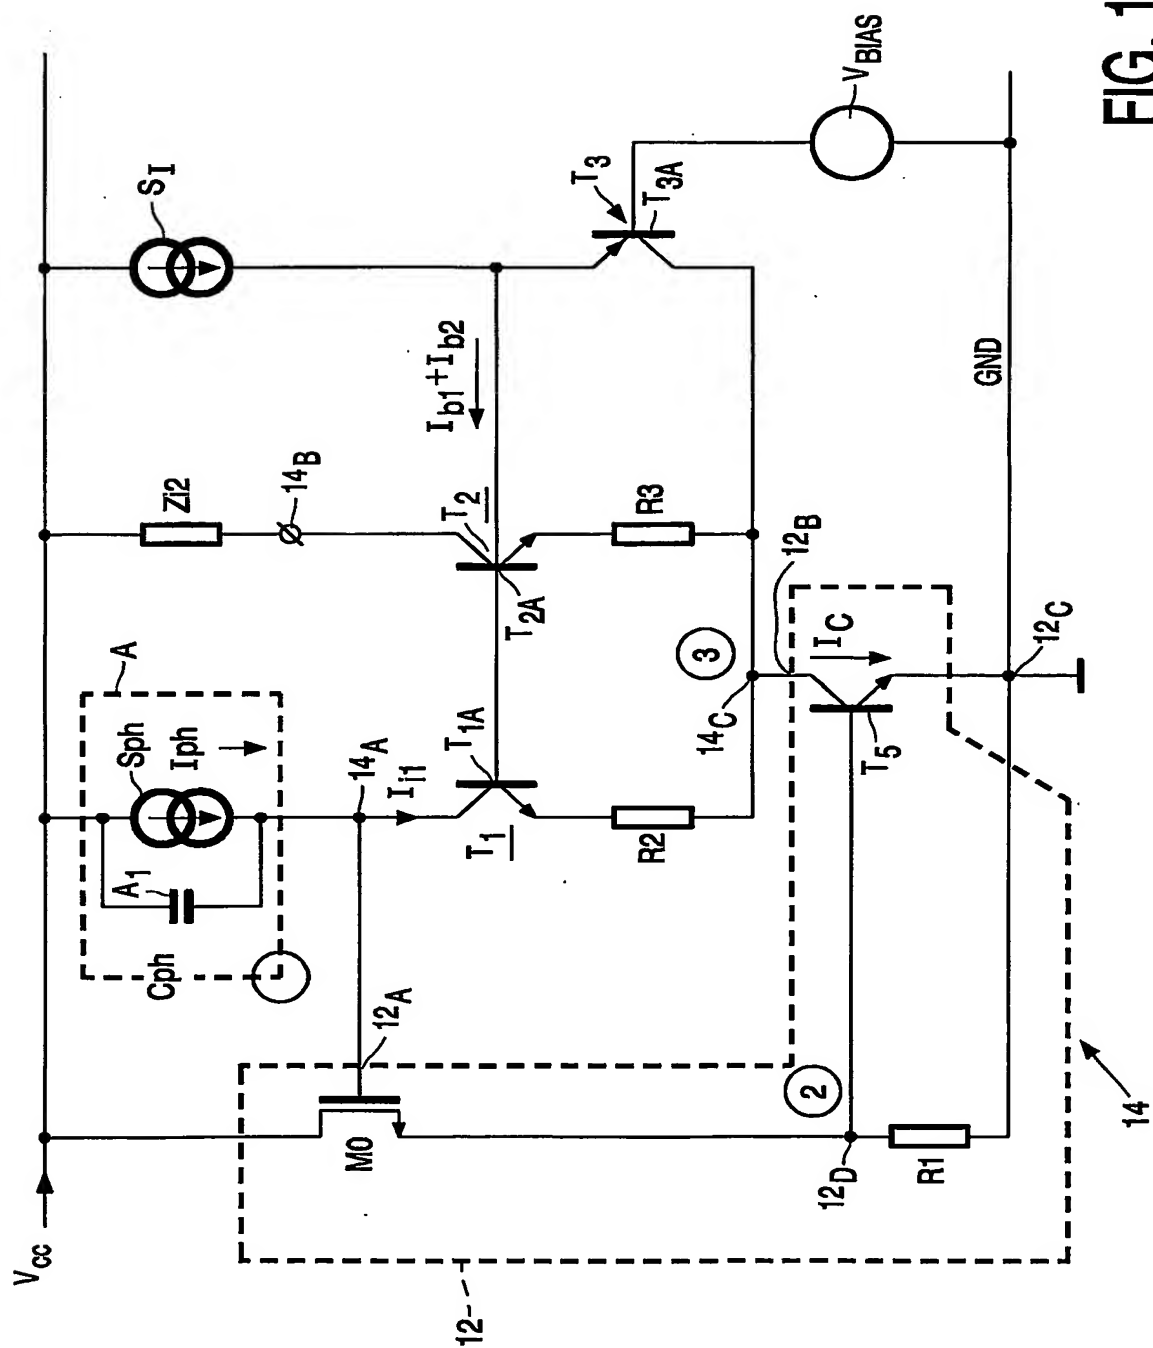 FIG. 1
V_CC
S_I
Zi2
14_B
A
Sph
Iph
A_1
Cph
14_A
I_i1
T_1A
T_1
T_2
T_2A
I_b1+I_b2
T_3
T_3A
V_BIAS
R2
R3
3
14_C
12_B
I_C
T_5
12_C
GND
M0
12_A
2
12_D
R1
12
14